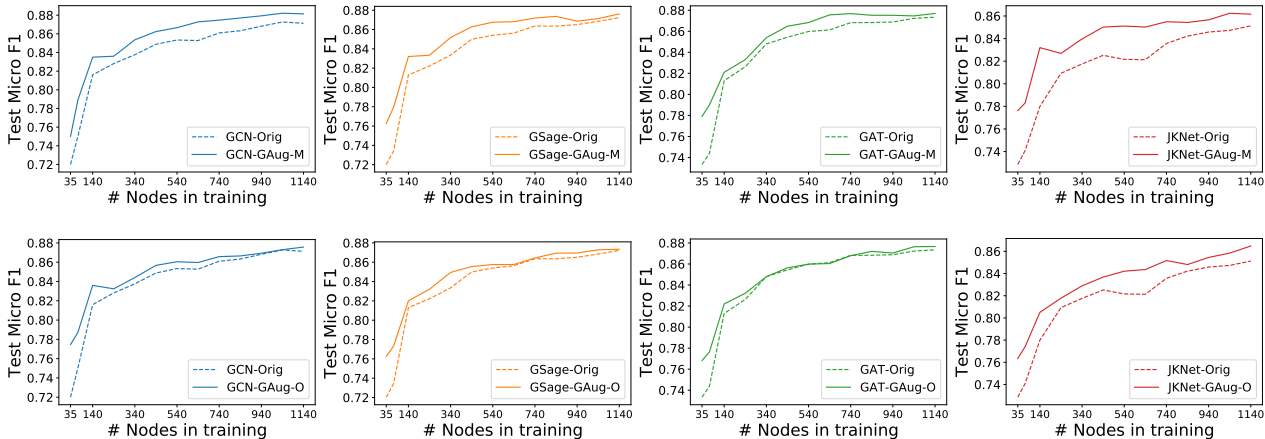 Test Micro F1
0.88
0.86
0.84
0.82
0.80
0.78
0.76
0.74
0.72
GCN-Orig
GCN-GAug-M
35 140 340 540 740 940 1140
# Nodes in training
Test Micro F1
0.88
0.86
0.84
0.82
0.80
0.78
0.76
0.74
0.72
GSage-Orig
GSage-GAug-M
35 140 340 540 740 940 1140
# Nodes in training
Test Micro F1
0.88
0.86
0.84
0.82
0.80
0.78
0.76
0.74
GAT-Orig
GAT-GAug-M
35 140 340 540 740 940 1140
# Nodes in training
Test Micro F1
0.86
0.84
0.82
0.80
0.78
0.76
0.74
JKNet-Orig
JKNet-GAug-M
35 140 340 540 740 940 1140
# Nodes in training
Test Micro F1
0.88
0.86
0.84
0.82
0.80
0.78
0.76
0.74
0.72
GCN-Orig
GCN-GAug-O
35 140 340 540 740 940 1140
# Nodes in training
Test Micro F1
0.88
0.86
0.84
0.82
0.80
0.78
0.76
0.74
0.72
GSage-Orig
GSage-GAug-O
35 140 340 540 740 940 1140
# Nodes in training
Test Micro F1
0.88
0.86
0.84
0.82
0.80
0.78
0.76
0.74
GAT-Orig
GAT-GAug-O
35 140 340 540 740 940 1140
# Nodes in training
Test Micro F1
0.86
0.84
0.82
0.80
0.78
0.76
0.74
JKNet-Orig
JKNet-GAug-O
35 140 340 540 740 940 1140
# Nodes in training